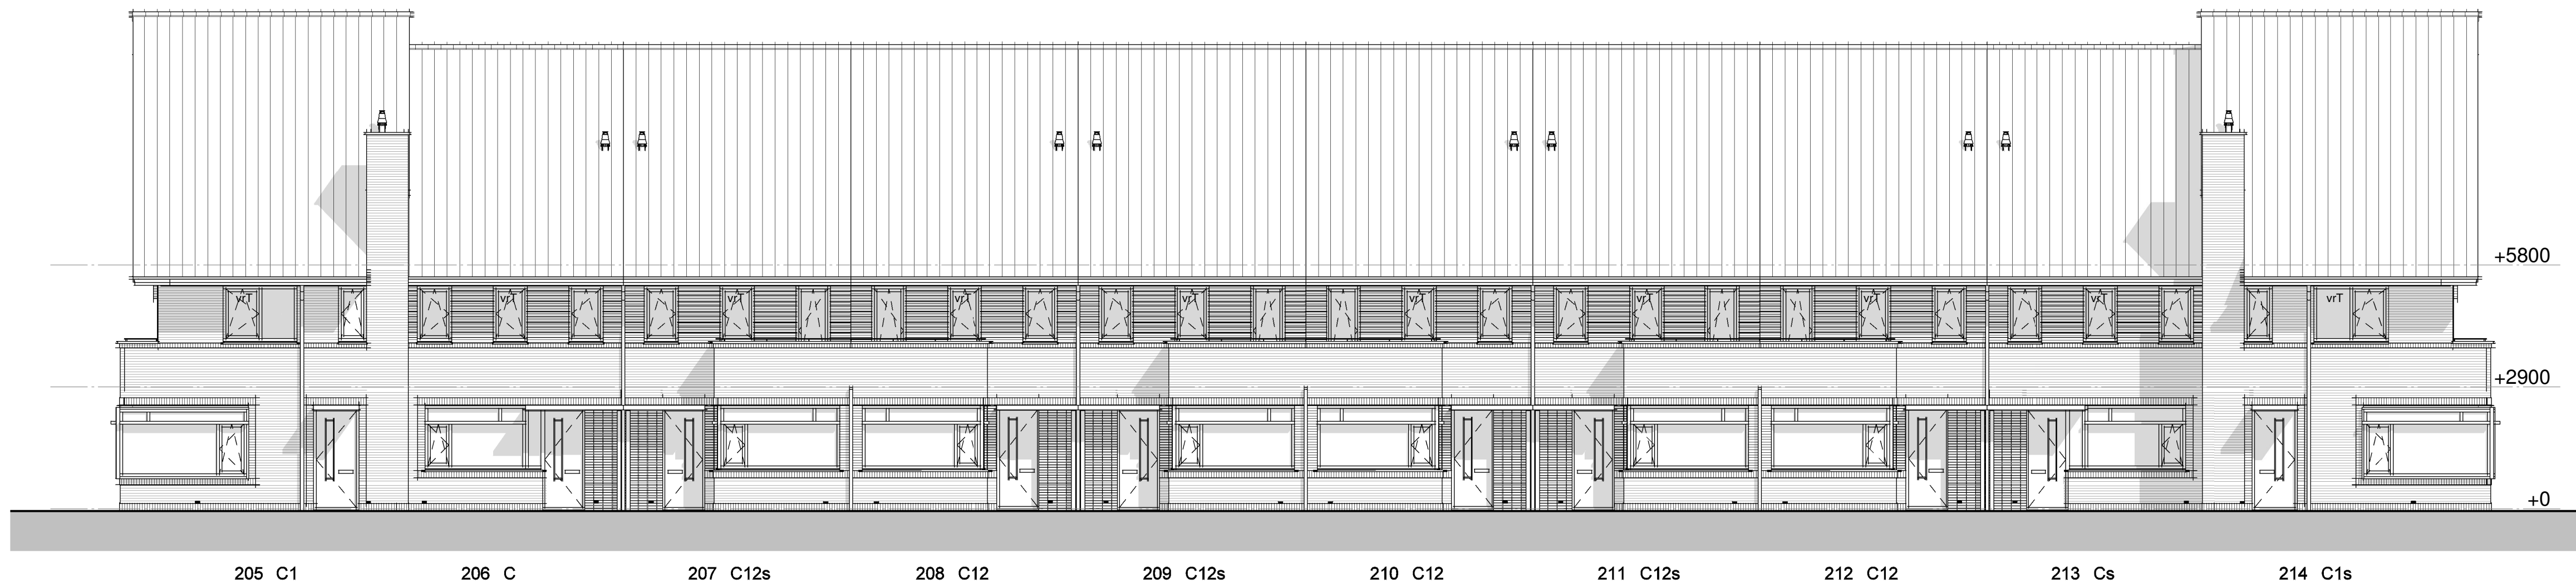 +5800
vrT vrT vrT vrT vrT vrT vrT vrT vrT vrT
+2900
+0
205 C1 206 C 207 C12s 208 C12 209 C12s 210 C12 211 C12s 212 C12 213 Cs 214 C1s